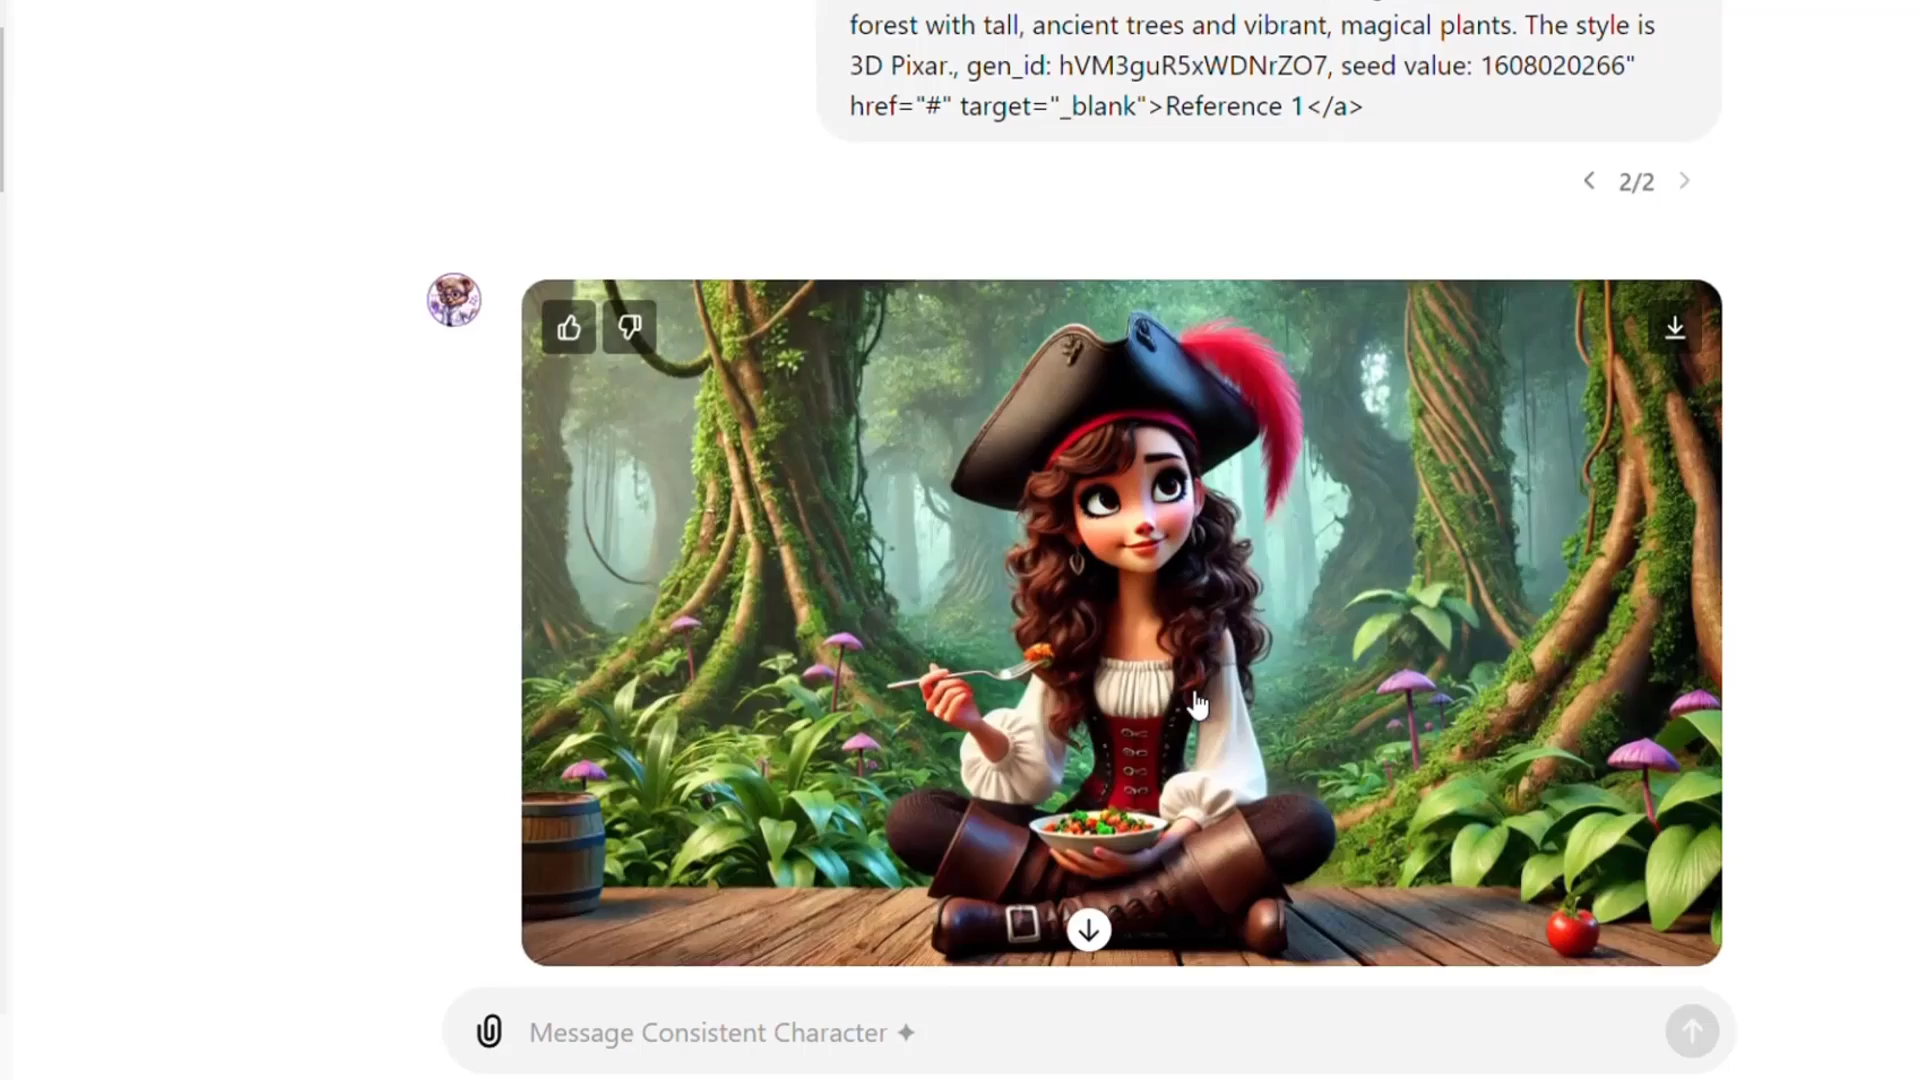 forest with tall, ancient trees and vibrant, magical plants. The style is
3D Pixar., gen_id: hVM3guR5xWDNrZO7, seed value: 1608020266"
href="#" target="_blank">Reference 1</a>
2/2
Message Consistent Character